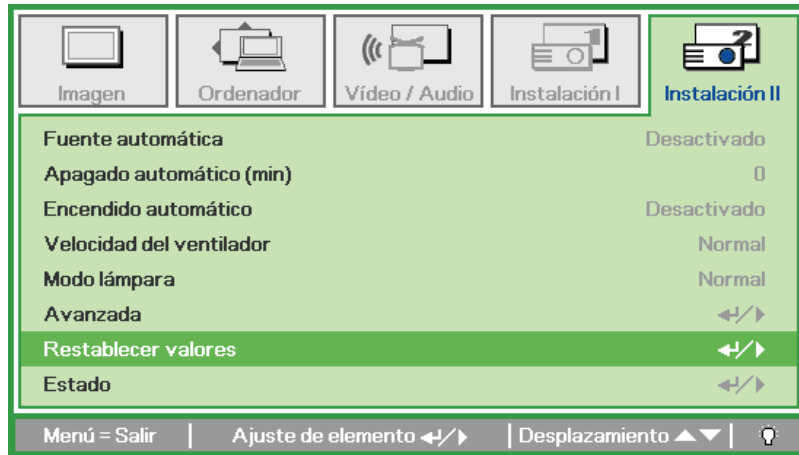 Imagen
Ordenador
Vídeo / Audio
Instalación I
Instalación II
Fuente automática Desactivado
Apagado automático (min) 0
Encendido automático Desactivado
Velocidad del ventilador Normal
Modo lámpara Normal
Avanzada
Restablecer valores
Estado
Menú = Salir | Ajuste de elemento | Desplazamiento |